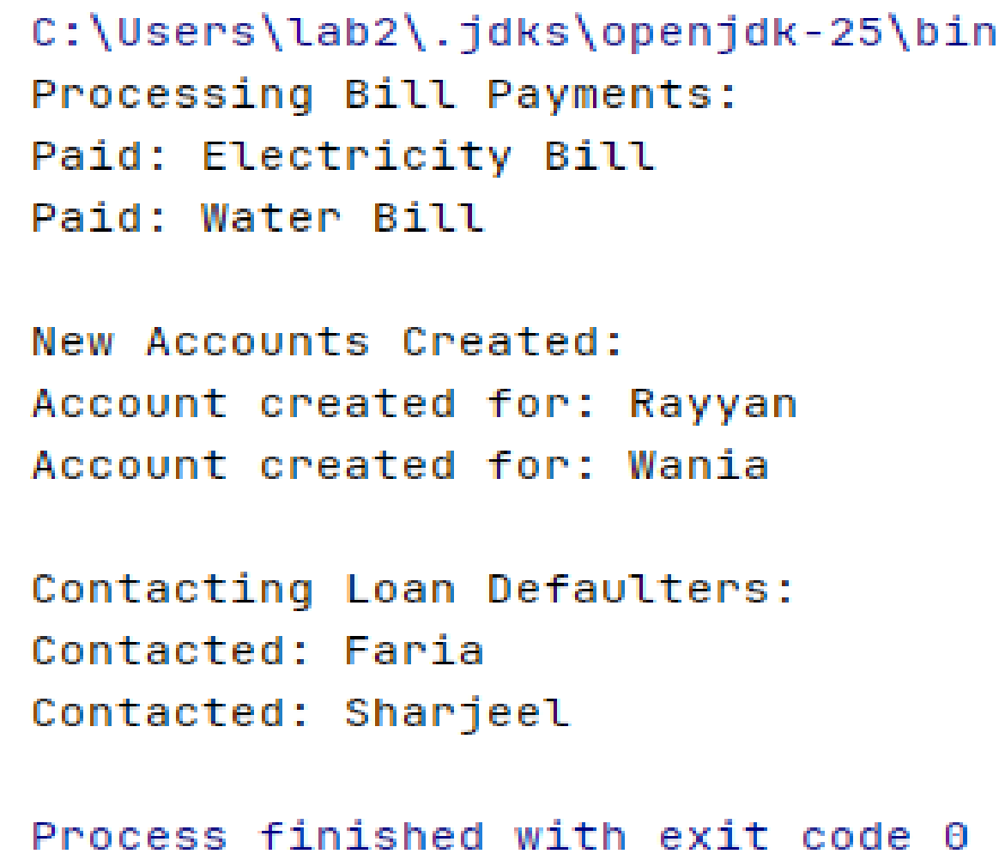 C:\Users\lab2\.jdks\openjdk-25\bin
Processing Bill Payments:
Paid: Electricity Bill
Paid: Water Bill
New Accounts Created:
Account created for: Rayyan
Account created for: Wania
Contacting Loan Defaulters:
Contacted: Faria
Contacted: Sharjeel
Process finished with exit code 0